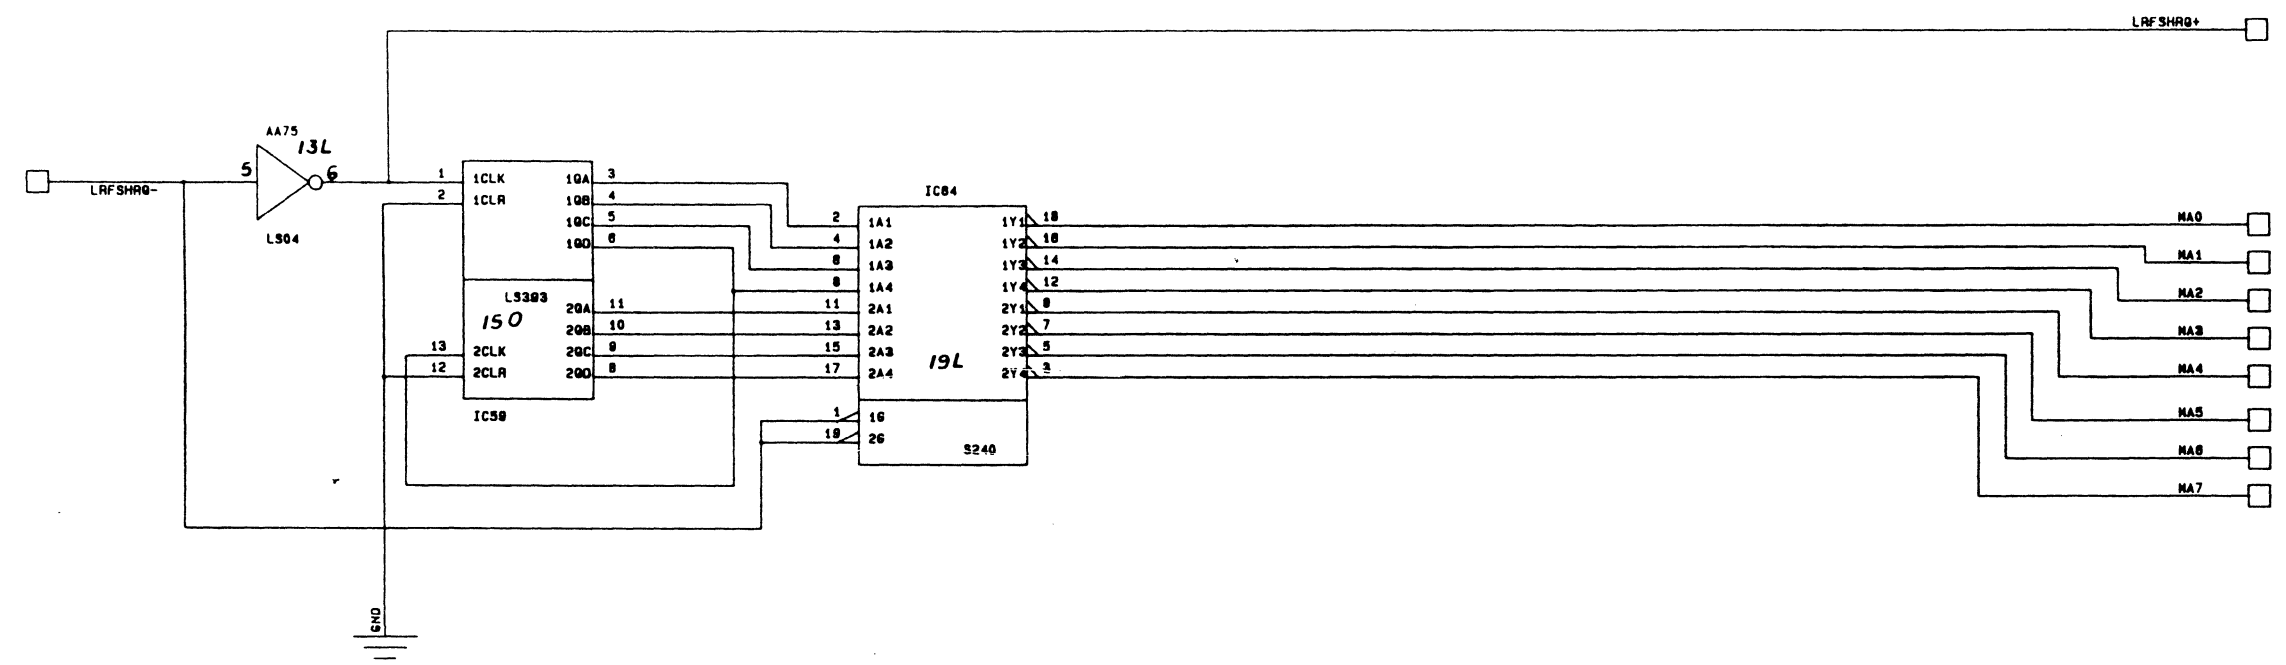 LRFSHRQ+
AA75
13L
5
6
LRFSHRQ-
LS04
1 1CLK 1QA 3
2 1CLR 1QB 4
1QC 5
1QD 6
LS393
15O
2QA 11
2QB 10
13 2CLK 2QC 9
12 2CLR 2QD 8
IC59
GND
IC64
2 1A1 1Y1 18 MA0
4 1A2 1Y2 16 MA1
6 1A3 1Y3 14 MA2
8 1A4 1Y4 12 MA3
11 2A1 2Y1 9 MA4
13 2A2 2Y2 7 MA5
15 2A3 2Y3 5 MA6
17 2A4 2Y4 3 MA7
19L
1 1G
19 2G
S240